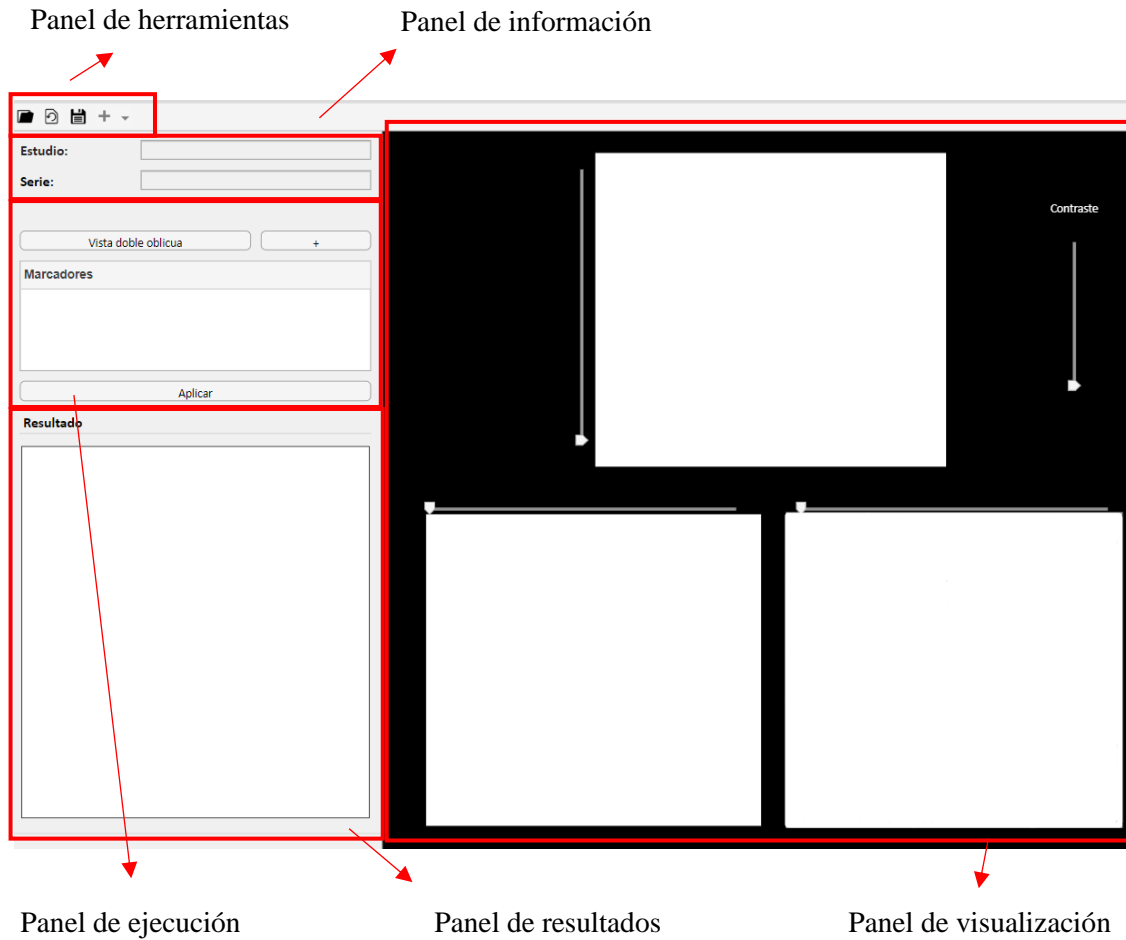 Panel de herramientas
Panel de información
Estudio:
Serie:
Vista doble oblicua
+
Marcadores
Aplicar
Resultado
Contraste
Panel de ejecución
Panel de resultados
Panel de visualización